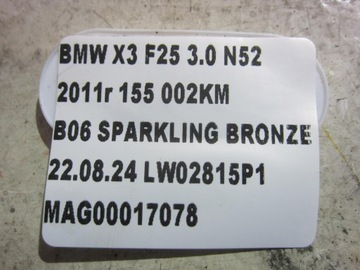 BMW X3 F25 3.0 N52
2011r 155 002KM
B06 SPARKLING BRONZE
22.08.24 LW02815P1
MAG00017078